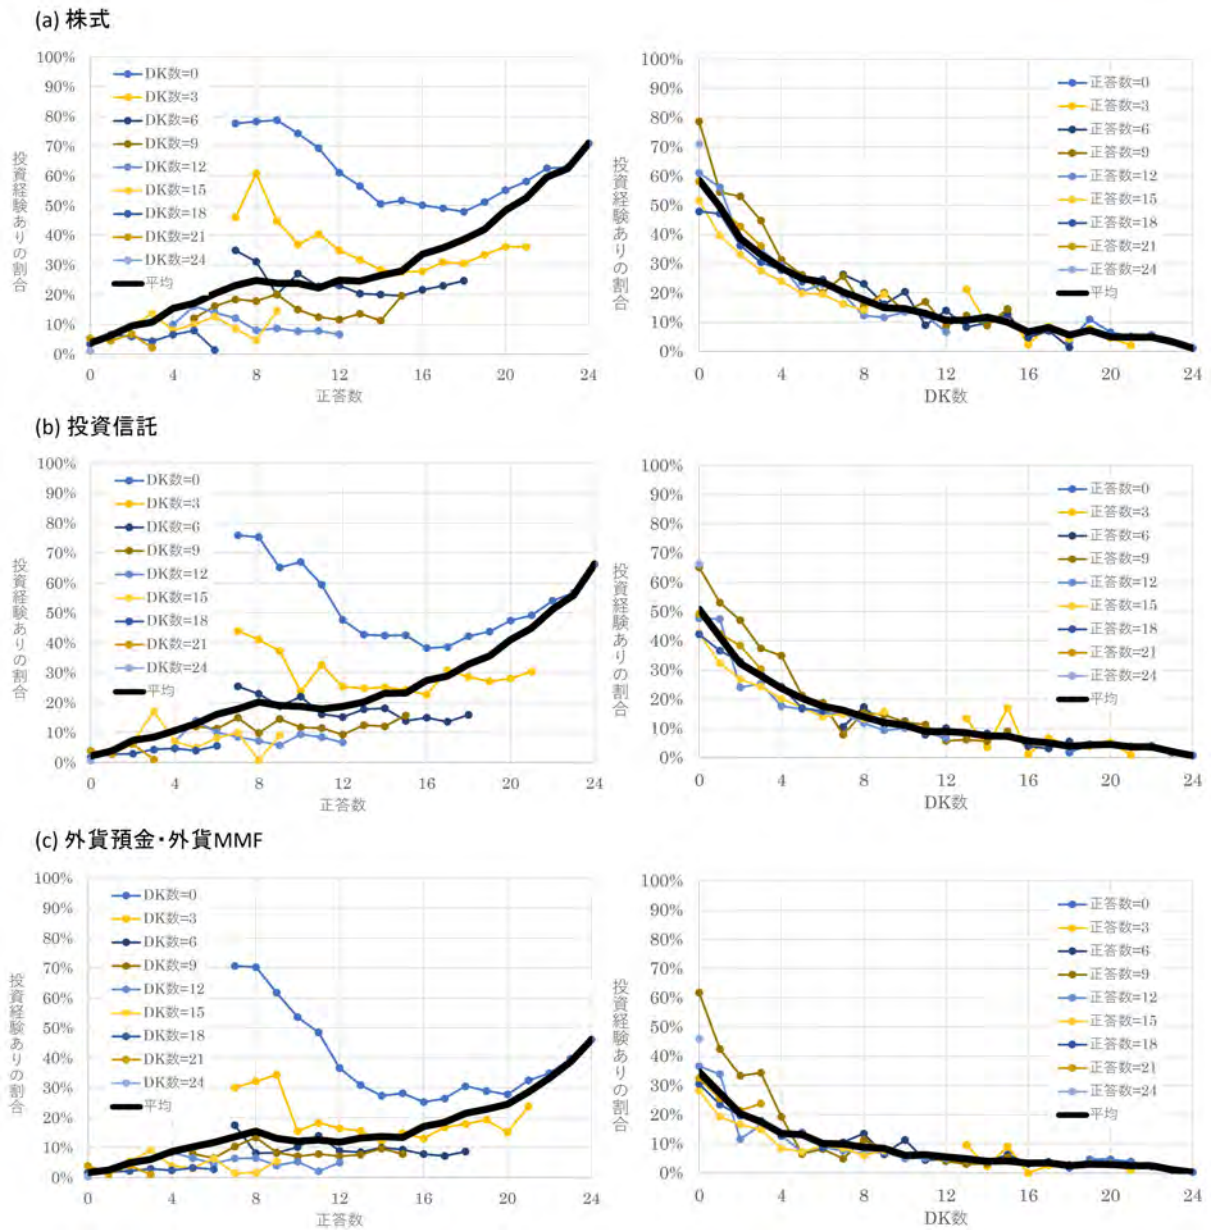 (a) 株式
投資経験ありの割合
100%
90%
80%
70%
60%
50%
40%
30%
20%
10%
0%
DK数=0
DK数=3
DK数=6
DK数=9
DK数=12
DK数=15
DK数=18
DK数=21
DK数=24
平均
0 4 8 12 16 20 24
正答数
投資経験ありの割合
100%
90%
80%
70%
60%
50%
40%
30%
20%
10%
0%
正答数=0
正答数=3
正答数=6
正答数=9
正答数=12
正答数=15
正答数=18
正答数=21
正答数=24
平均
0 4 8 12 16 20 24
DK数
(b) 投資信託
投資経験ありの割合
100%
90%
80%
70%
60%
50%
40%
30%
20%
10%
0%
DK数=0
DK数=3
DK数=6
DK数=9
DK数=12
DK数=15
DK数=18
DK数=21
DK数=24
平均
0 4 8 12 16 20 24
正答数
投資経験ありの割合
100%
90%
80%
70%
60%
50%
40%
30%
20%
10%
0%
正答数=0
正答数=3
正答数=6
正答数=9
正答数=12
正答数=15
正答数=18
正答数=21
正答数=24
平均
0 4 8 12 16 20 24
DK数
(c) 外貨預金・外貨MMF
投資経験ありの割合
100%
90%
80%
70%
60%
50%
40%
30%
20%
10%
0%
DK数=0
DK数=3
DK数=6
DK数=9
DK数=12
DK数=15
DK数=18
DK数=21
DK数=24
平均
0 4 8 12 16 20 24
正答数
投資経験ありの割合
100%
90%
80%
70%
60%
50%
40%
30%
20%
10%
0%
正答数=0
正答数=3
正答数=6
正答数=9
正答数=12
正答数=15
正答数=18
正答数=21
正答数=24
平均
0 4 8 12 16 20 24
DK数